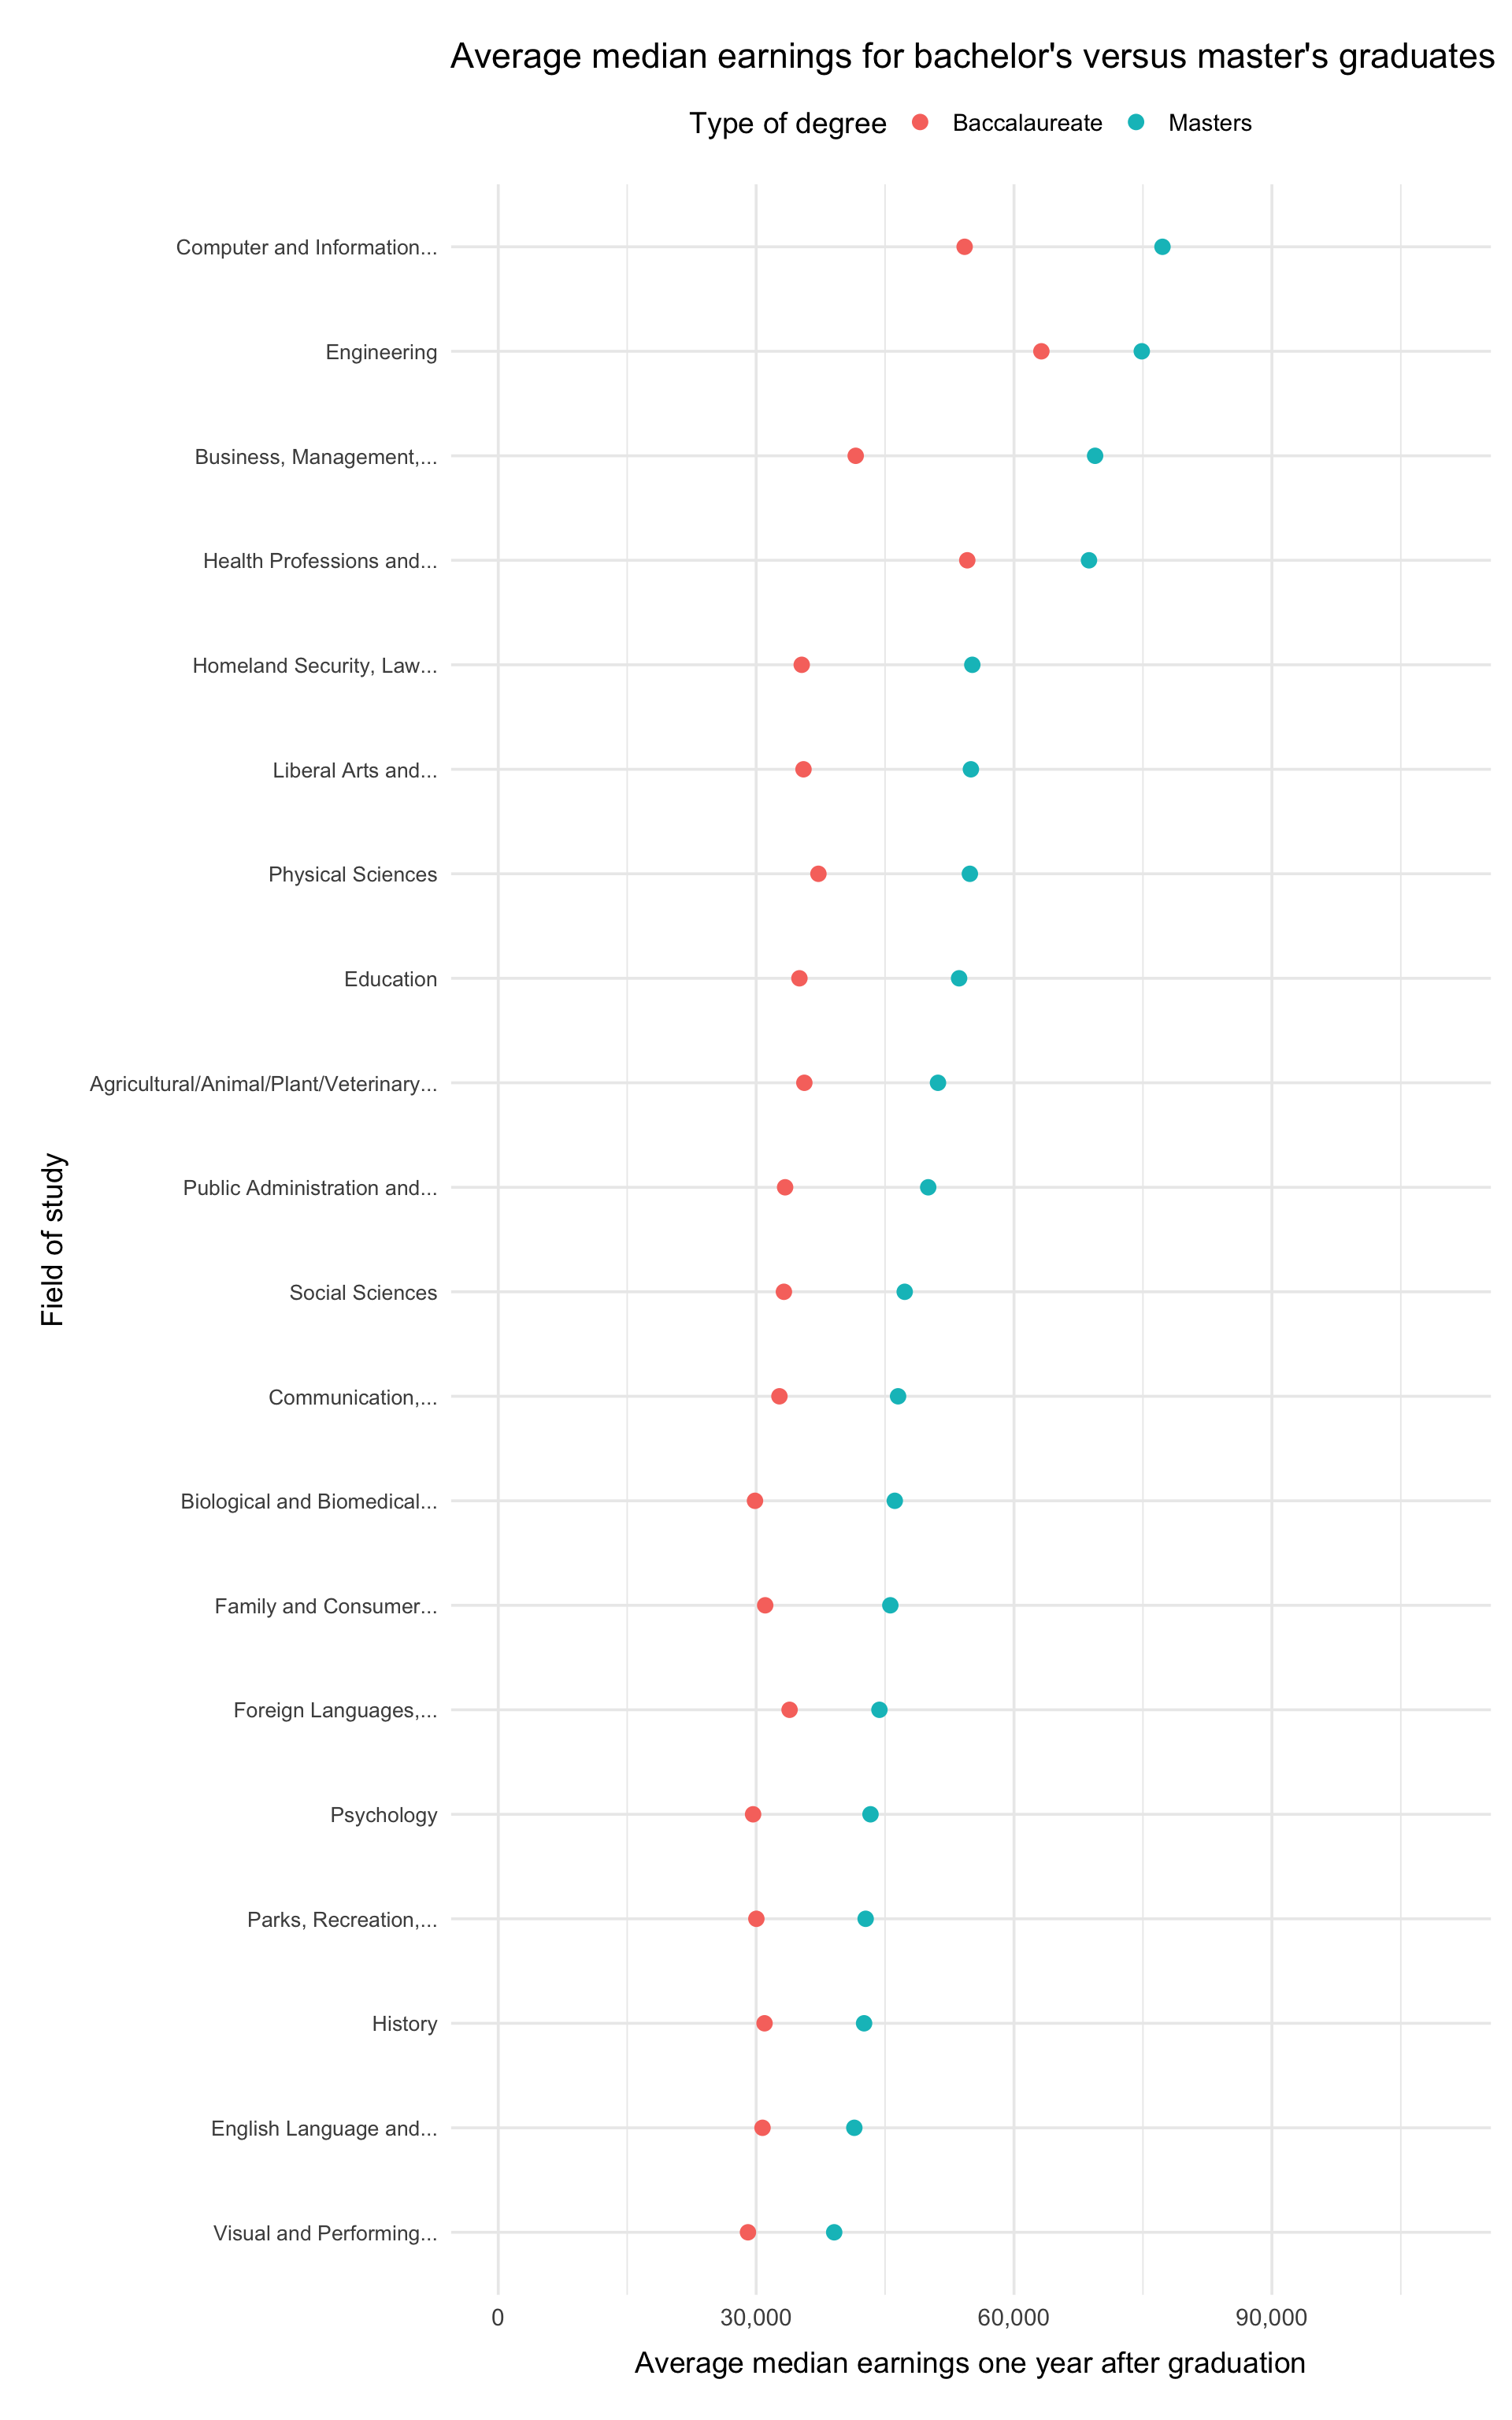 Average median earnings for bachelor's versus master's graduates
Type of degree Baccalaureate Masters
Field of study
Computer and Information...
Engineering
Business, Management,...
Health Professions and...
Homeland Security, Law...
Liberal Arts and...
Physical Sciences
Education
Agricultural/Animal/Plant/Veterinary...
Public Administration and...
Social Sciences
Communication,...
Biological and Biomedical...
Family and Consumer...
Foreign Languages,...
Psychology
Parks, Recreation,...
History
English Language and...
Visual and Performing...
0 30,000 60,000 90,000
Average median earnings one year after graduation